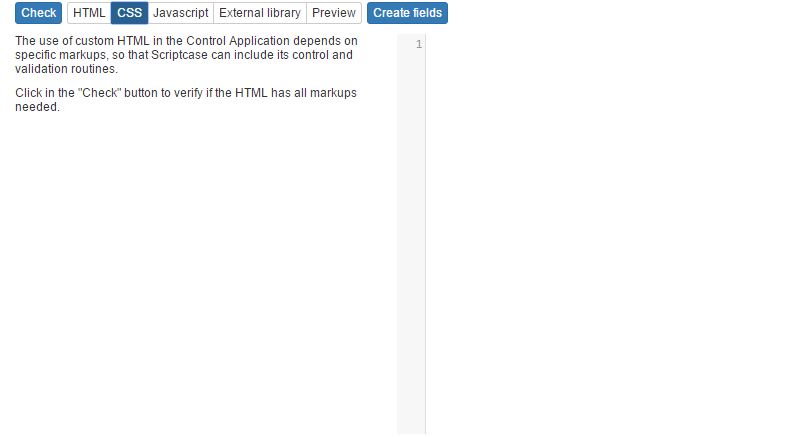 Check HTML CSS Javascript External library Preview Create fields
The use of custom HTML in the Control Application depends on
specific markups, so that Scriptcase can include its control and
validation routines.
Click in the "Check" button to verify if the HTML has all markups
needed.
1